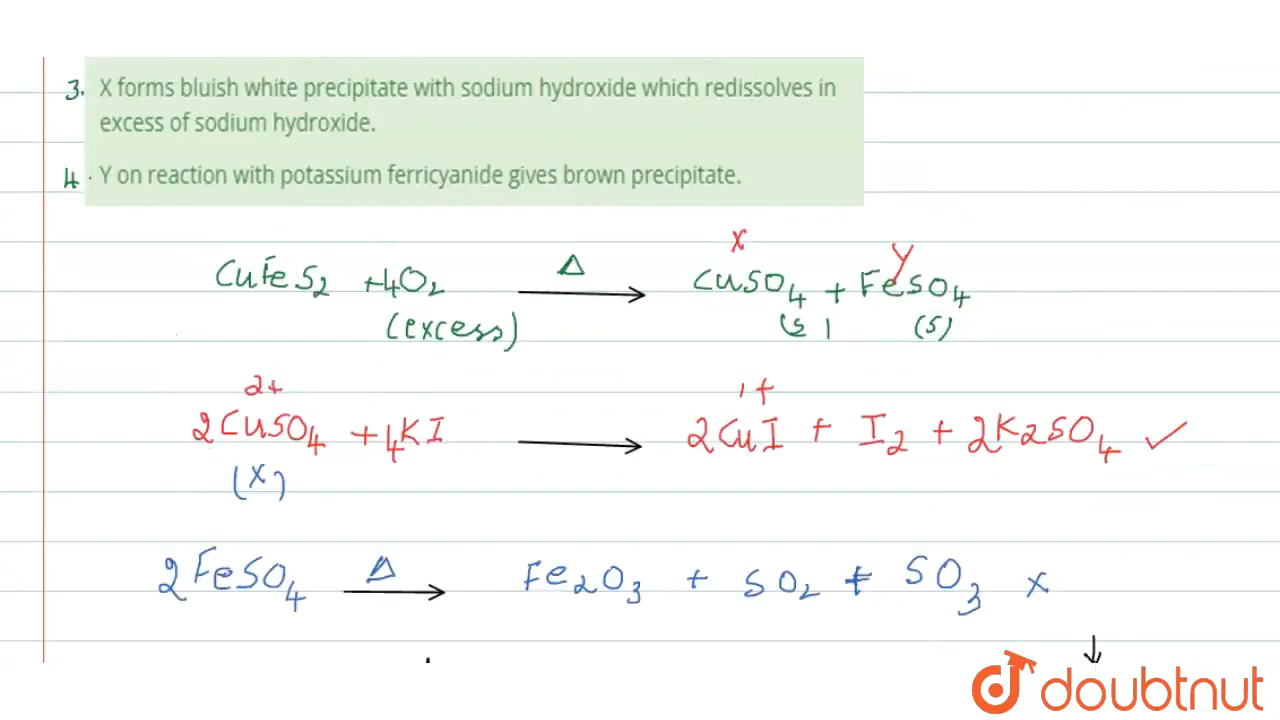 3. X forms bluish white precipitate with sodium hydroxide which redissolves in
excess of sodium hydroxide.
4. Y on reaction with potassium ferricyanide gives brown precipitate.
X Y
CuFeS2 + 4O2 Δ → CuSO4 + FeSO4
(excess) (s) (s)
2+ 1+
2CuSO4 + 4KI → 2CuI + I2 + 2K2SO4 ✓
(X)
2FeSO4 Δ → Fe2O3 + SO2 + SO3 x
↓
doubtnut